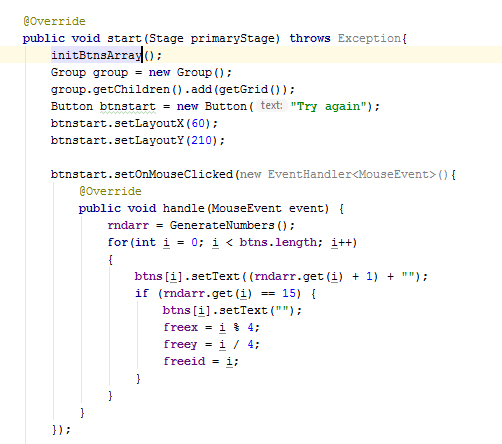 @Override
public void start(Stage primaryStage) throws Exception{
initBtnsArray();
Group group = new Group();
group.getChildren().add(getGrid());
Button btnstart = new Button( text: "Try again");
btnstart.setLayoutX(60);
btnstart.setLayoutY(210);
btnstart.setOnMouseClicked(new EventHandler<MouseEvent>(){
@Override
public void handle(MouseEvent event) {
rndarr = GenerateNumbers();
for(int i = 0; i < btns.length; i++)
{
btns[i].setText((rndarr.get(i) + 1) + "");
if (rndarr.get(i) == 15) {
btns[i].setText("");
freex = i % 4;
freey = i / 4;
freeid = i;
}
}
}
});